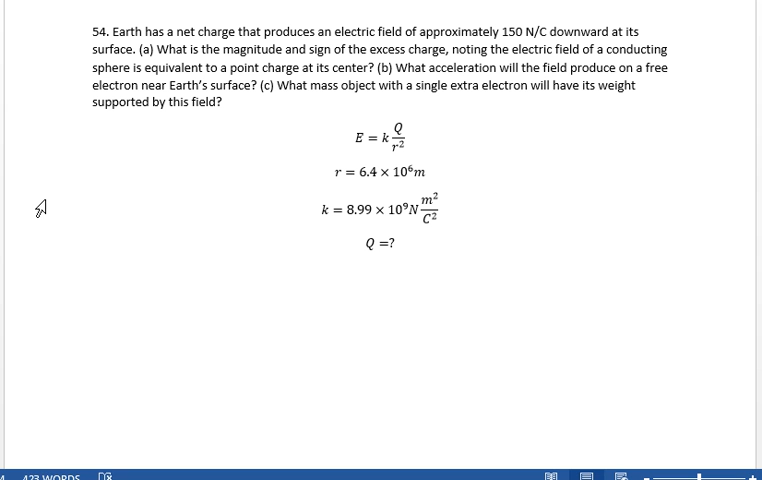 54. Earth has a net charge that produces an electric field of approximately 150 N/C downward at its
surface. (a) What is the magnitude and sign of the excess charge, noting the electric field of a conducting
sphere is equivalent to a point charge at its center? (b) What acceleration will the field produce on a free
electron near Earth's surface? (c) What mass object with a single extra electron will have its weight
supported by this field?
E = k Q/r²
r = 6.4 × 10⁶m
k = 8.99 × 10⁹N m²/C²
Q =?
423 WORDS